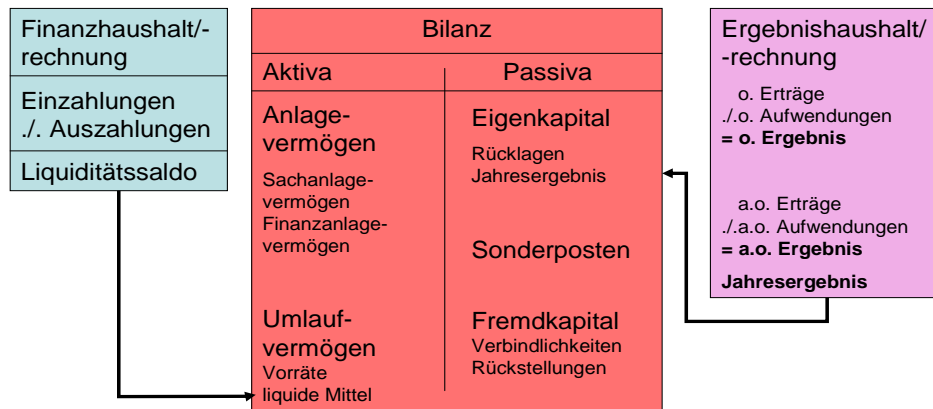 Finanzhaushalt/-
rechnung
Einzahlungen
./. Auszahlungen
Liquiditätssaldo
Bilanz
Aktiva
Anlage-
vermögen
Sachanlage-
vermögen
Finanzanlage-
vermögen
Umlauf-
vermögen
Vorräte
liquide Mittel
Passiva
Eigenkapital
Rücklagen
Jahresergebnis
Sonderposten
Fremdkapital
Verbindlichkeiten
Rückstellungen
Ergebnishaushalt/
-rechnung
o. Erträge
./.o. Aufwendungen
= o. Ergebnis
a.o. Erträge
./.a.o. Aufwendungen
= a.o. Ergebnis
Jahresergebnis